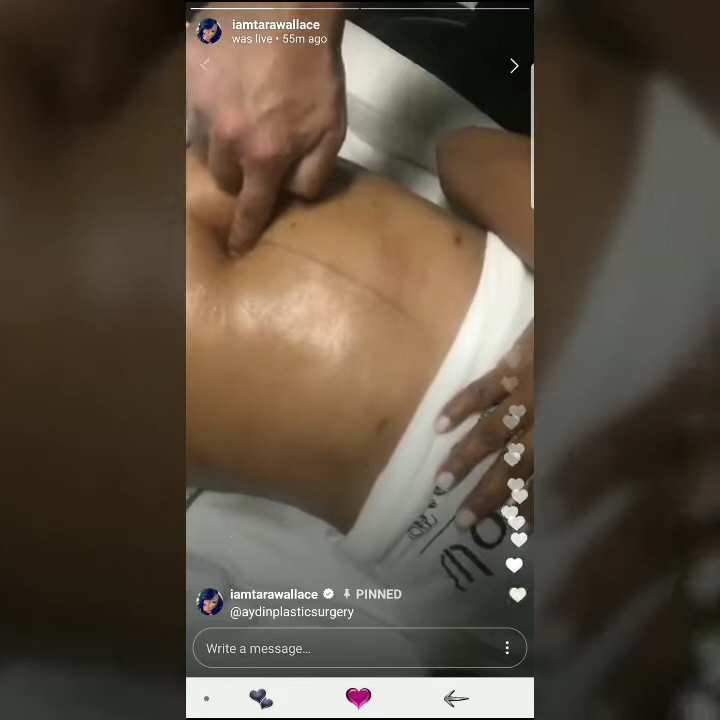 iamtarawallace
was live • 55m ago
iamtarawallace PINNED
@aydinplasticsurgery
Write a message…